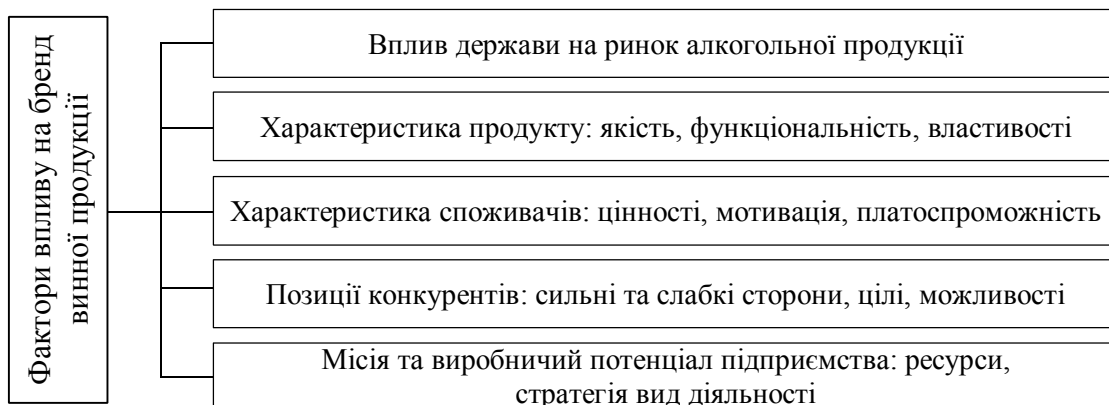 Фактори впливу на бренд
винної продукції
Вплив держави на ринок алкогольної продукції
Характеристика продукту: якість, функціональність, властивості
Характеристика споживачів: цінності, мотивація, платоспроможність
Позиції конкурентів: сильні та слабкі сторони, цілі, можливості
Місія та виробничий потенціал підприємства: ресурси,
стратегія вид діяльності